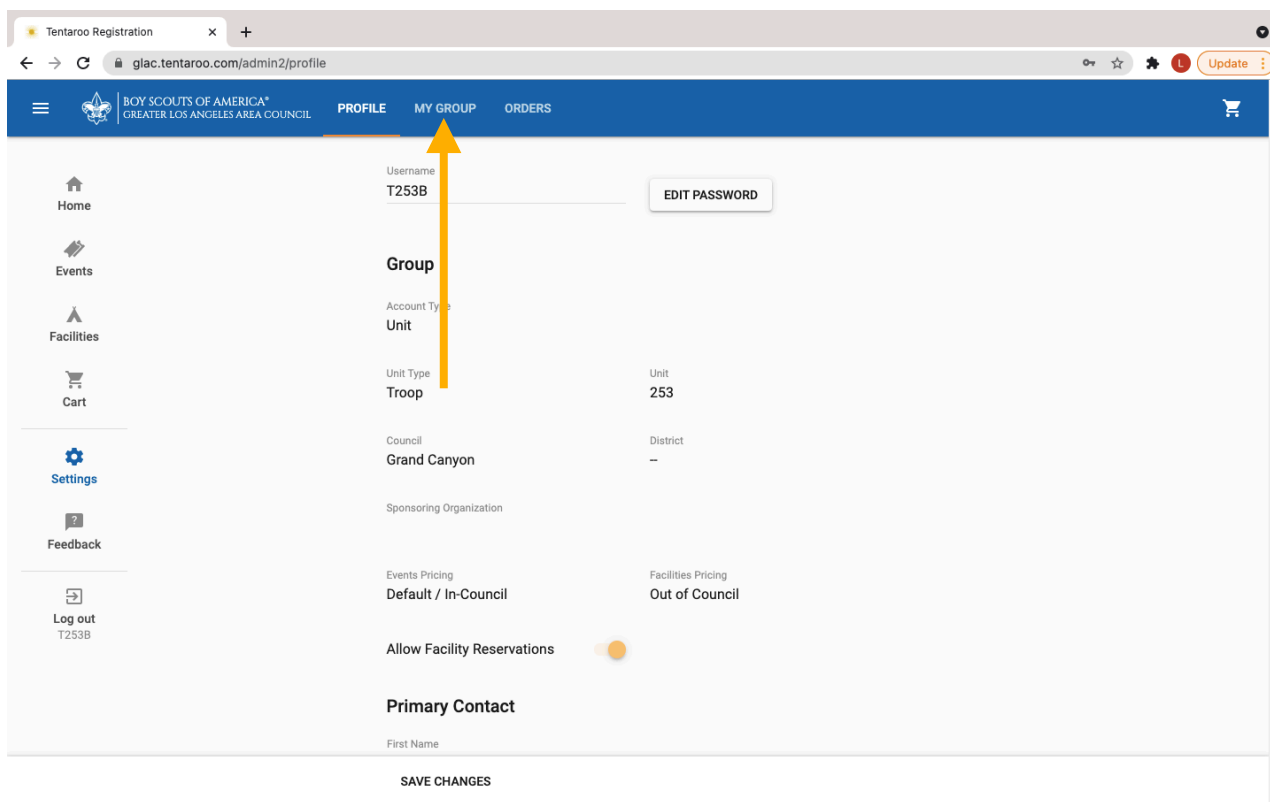 Tentaroo Registration
glac.tentaroo.com/admin2/profile
L
Update
BOY SCOUTS OF AMERICA®
GREATER LOS ANGELES AREA COUNCIL
PROFILE MY GROUP ORDERS
Home
Events
Facilities
Cart
Settings
?
Feedback
Log out
T253B
Username
T253B
EDIT PASSWORD
Group
Account Type
Unit
Unit Type Unit
Troop 253
Council District
Grand Canyon --
Sponsoring Organization
Events Pricing Facilities Pricing
Default / In-Council Out of Council
Allow Facility Reservations
Primary Contact
First Name
SAVE CHANGES